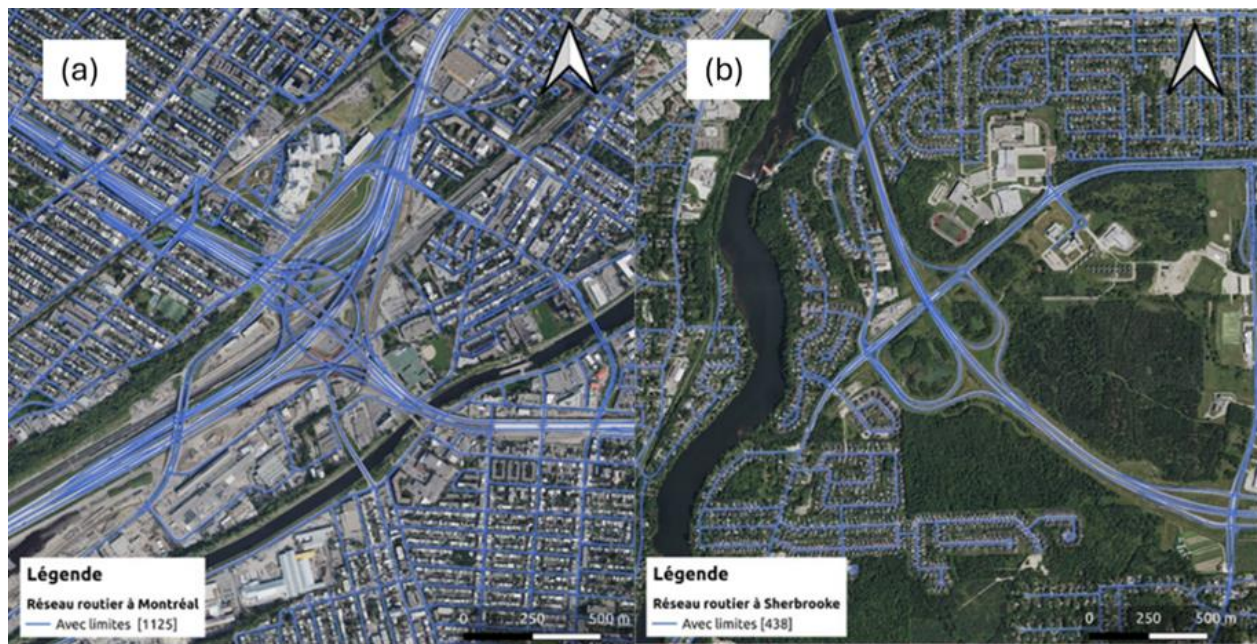 (a)
Légende
Réseau routier à Montréal
Avec limites [1125]
0 250 500 m
(b)
Légende
Réseau routier à Sherbrooke
Avec limites [438]
0 250 500 m